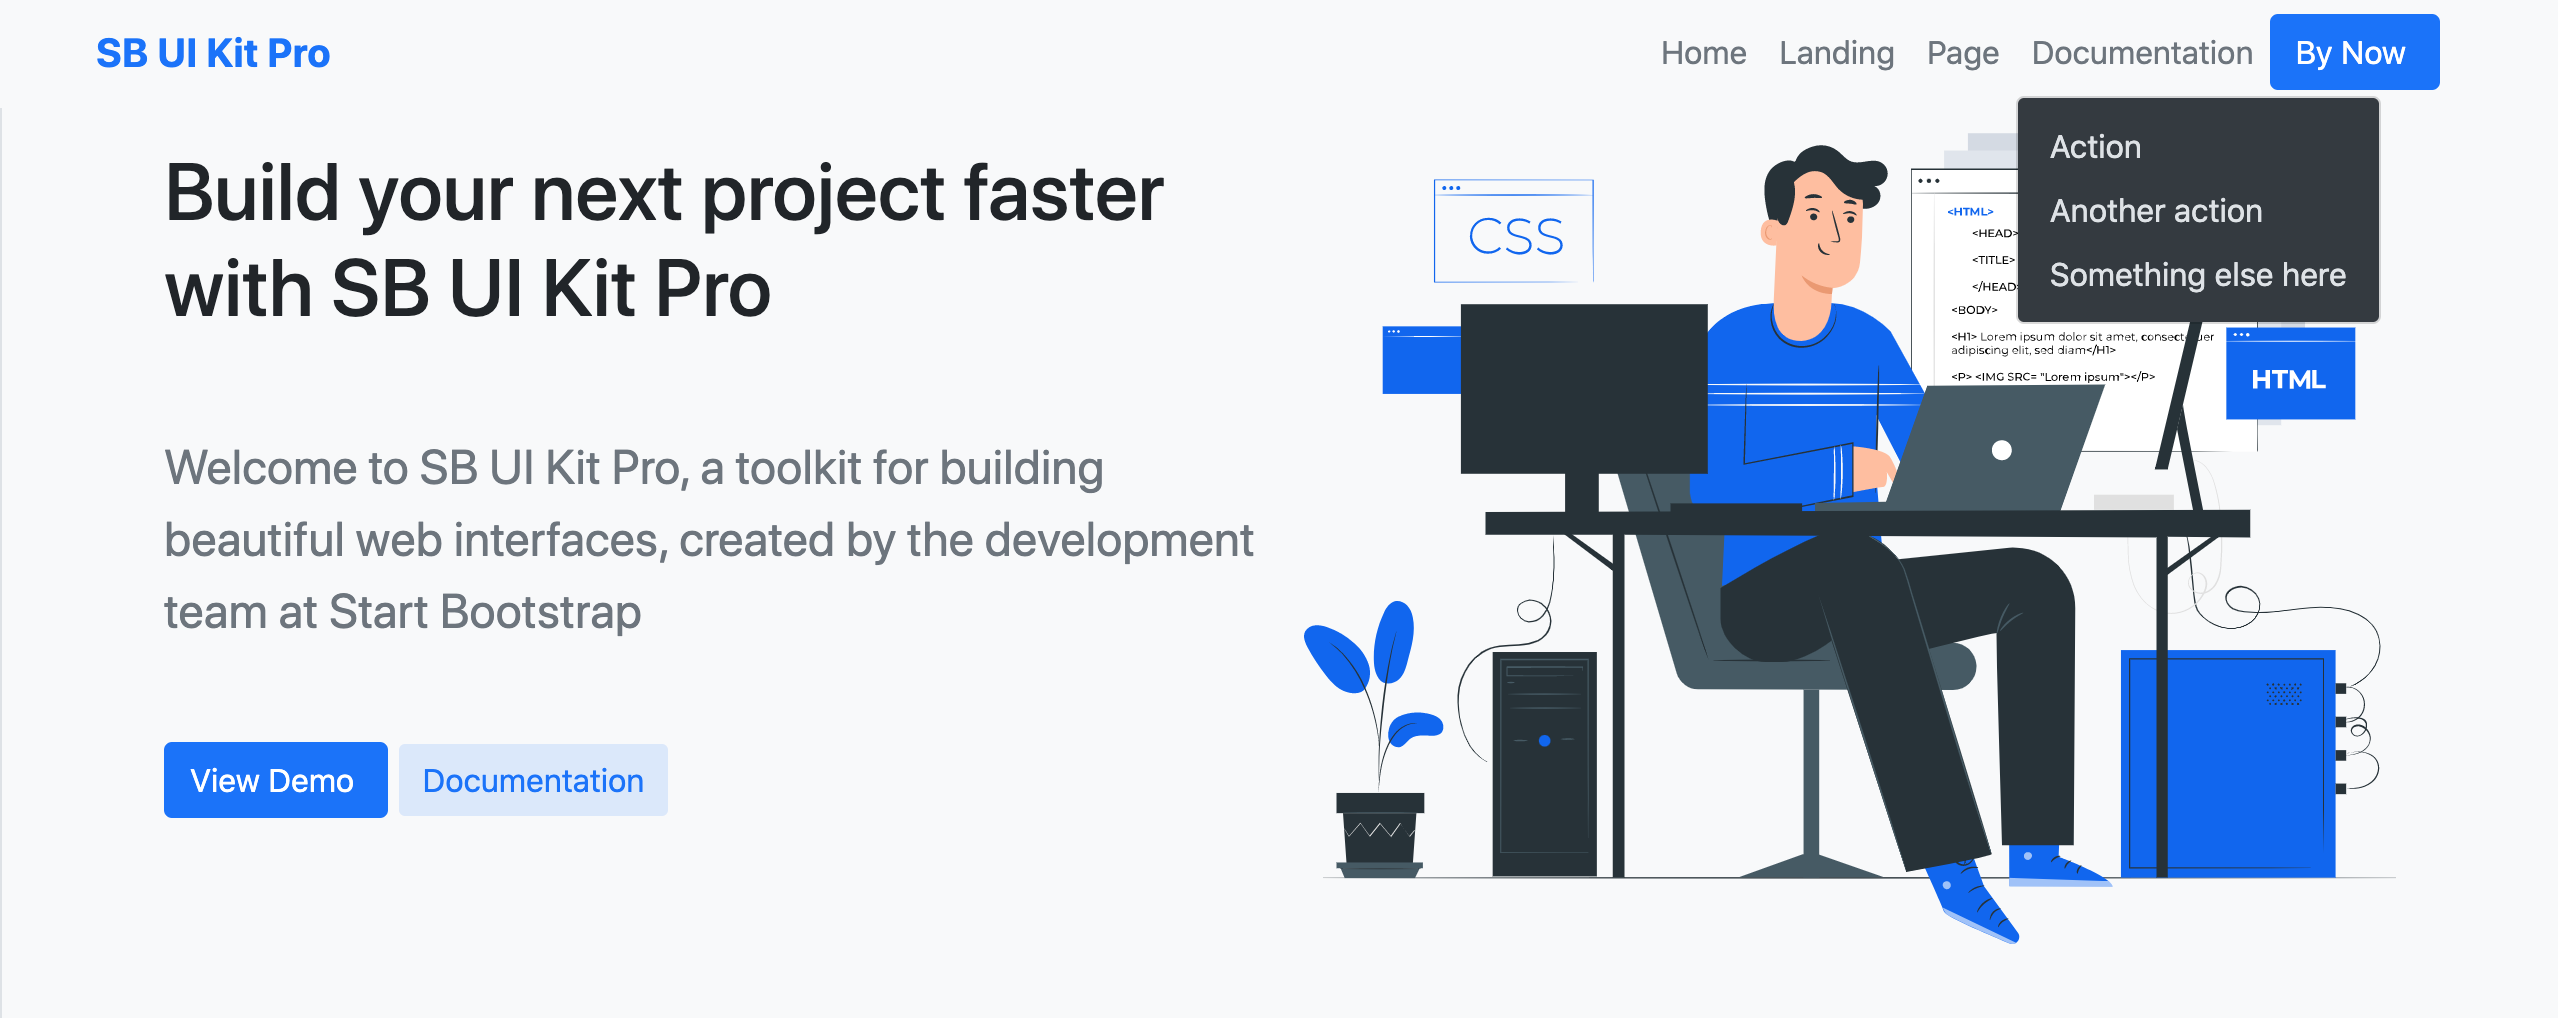 SB UI Kit Pro
Home Landing Page Documentation By Now
Action
Another action
Something else here
Build your next project faster
with SB UI Kit Pro
Welcome to SB UI Kit Pro, a toolkit for building
beautiful web interfaces, created by the development
team at Start Bootstrap
View Demo Documentation
CSS
<HTML>
<HEAD>
<TITLE>
</HEAD>
<BODY>
<H1> Lorem ipsum dolor sit amet,
adipiscing elit, sed diam</H1>
<P> <IMG SRC= "Lorem ipsum"></P>
HTML